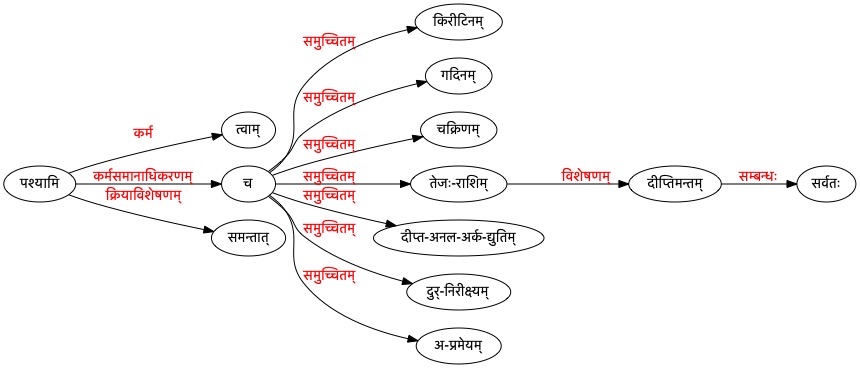 किरीटिनम्
समुच्चितम्
गदिनम्
समुच्चितम्
कर्म
त्वाम्
समुच्चितम्
चक्रिणम्
पश्यामि
कर्मसमानाधिकरणम्
च
समुच्चितम्
तेजः-राशिम्
विशेषणम्
दीप्तिमन्तम्
सम्बन्धः
सर्वतः
क्रियाविशेषणम्
समुच्चितम्
समन्तात्
समुच्चितम्
दीप्त-अनल-अर्क-द्युतिम्
समुच्चितम्
दुर्-निरीक्ष्यम्
अ-प्रमेयम्